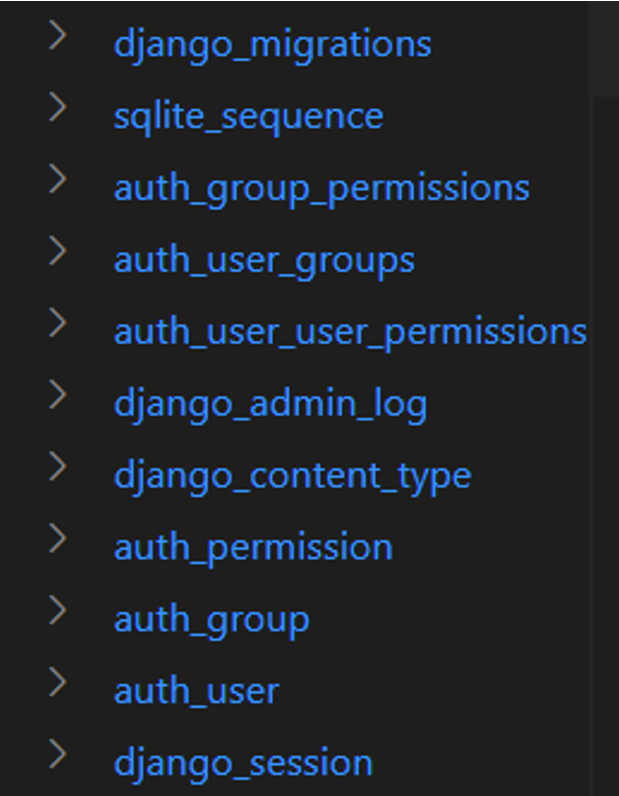 django_migrations
sqlite_sequence
auth_group_permissions
auth_user_groups
auth_user_user_permissions
django_admin_log
django_content_type
auth_permission
auth_group
auth_user
django_session